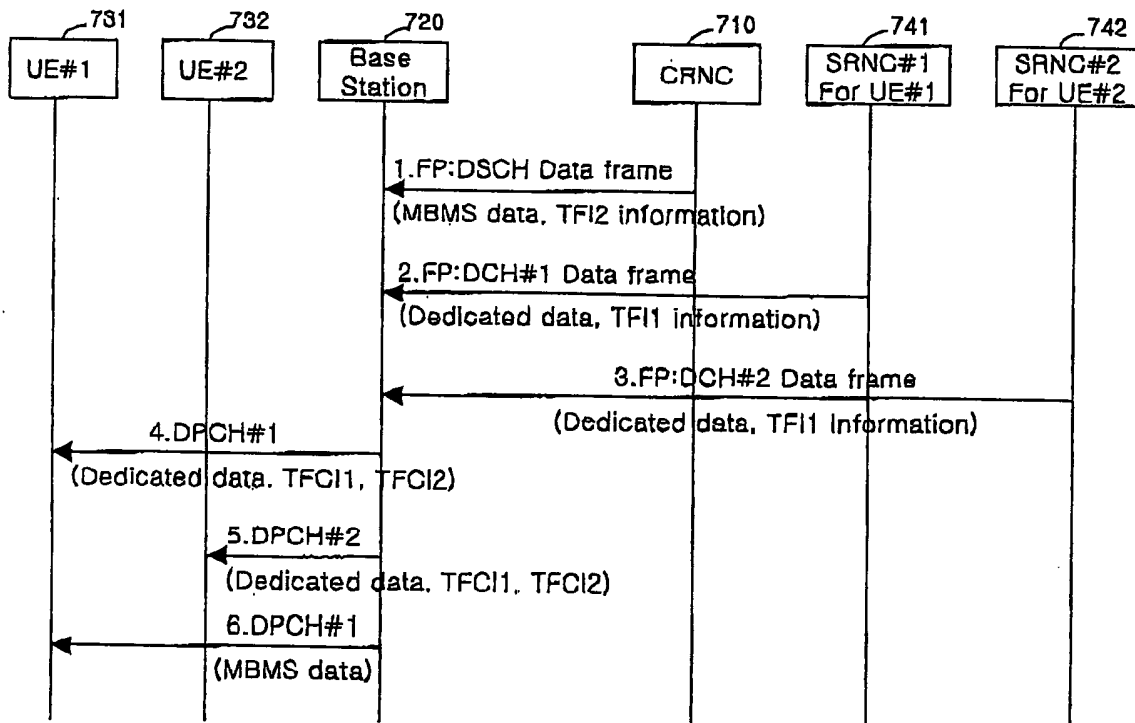 731
732
720
710
741
742
UE#1
UE#2
Base
Station
CRNC
SRNC#1
For UE#1
SRNC#2
For UE#2
1.FP:DSCH Data frame
(MBMS data, TFI2 information)
2.FP:DCH#1 Data frame
(Dedicated data, TFI1 information)
3.FP:DCH#2 Data frame
(Dedicated data, TFI1 Information)
4.DPCH#1
(Dedicated data. TFCI1, TFCI2)
5.DPCH#2
(Dedicated data. TFCI1, TFCI2)
6.DPCH#1
(MBMS data)